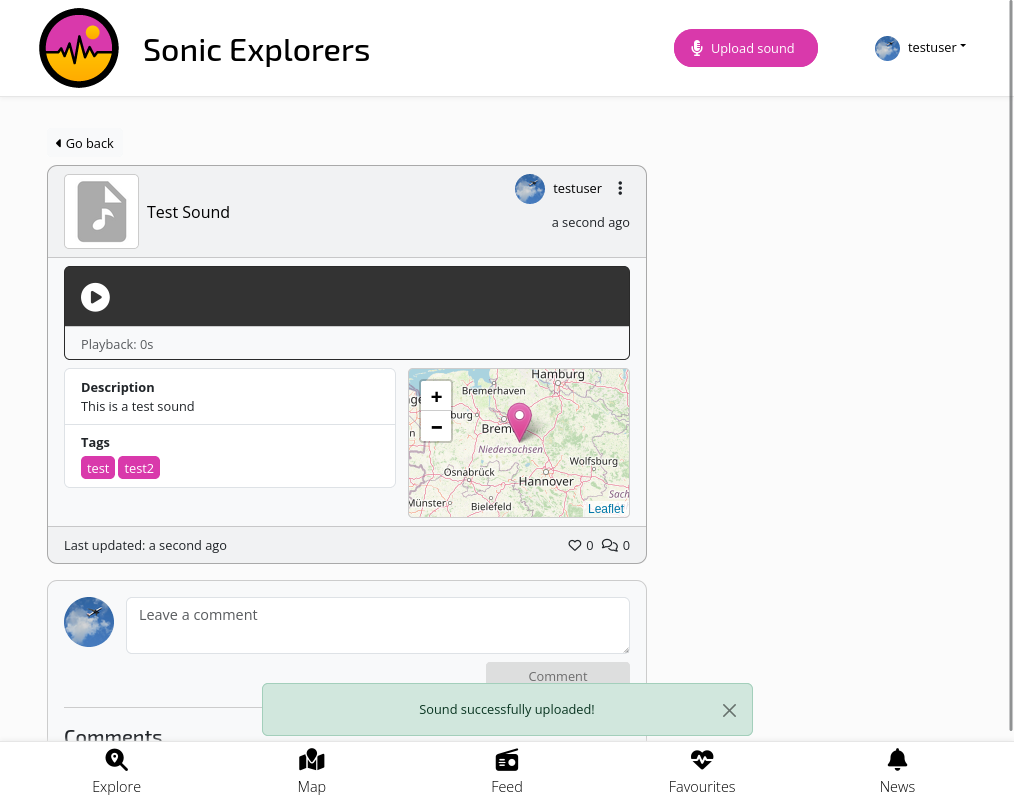 Sonic Explorers
Upload sound
testuser
Go back
Test Sound
testuser
a second ago
Playback: 0s
Description
This is a test sound
Tags
test test2
+
−
Hamburg
Bremerhaven
burg
Brem
Niedersachsen
Wolfsburg
Osnabrück
Hannover
Sach
Münster
Bielefeld
Leaflet
Last updated: a second ago
0 0
Leave a comment
Comment
Sound successfully uploaded!
Comments
Explore Map Feed Favourites News